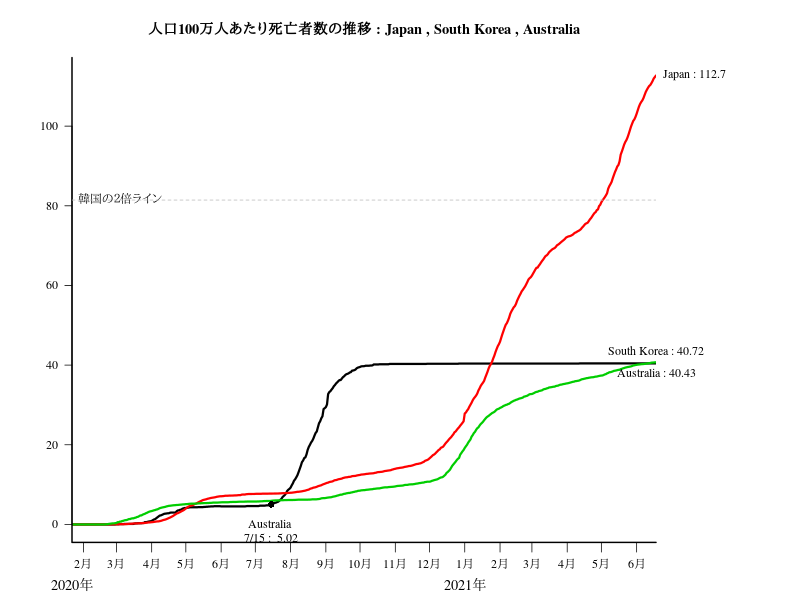 人口100万人あたり死亡者数の推移 : Japan , South Korea , Australia
Japan : 112.7
100
韓国の2倍ライン
80
60
South Korea : 40.72
40
Australia : 40.43
20
0
Australia
7/15 : 5.02
2月 3月 4月 5月 6月 7月 8月 9月 10月 11月 12月 1月 2月 3月 4月 5月 6月
2020年 2021年